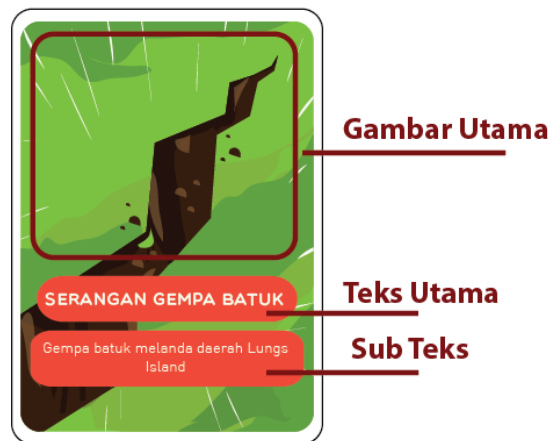 Gambar Utama
SERANGAN GEMPA BATUK
Teks Utama
Gempa batuk melanda daerah Lungs
Island
Sub Teks